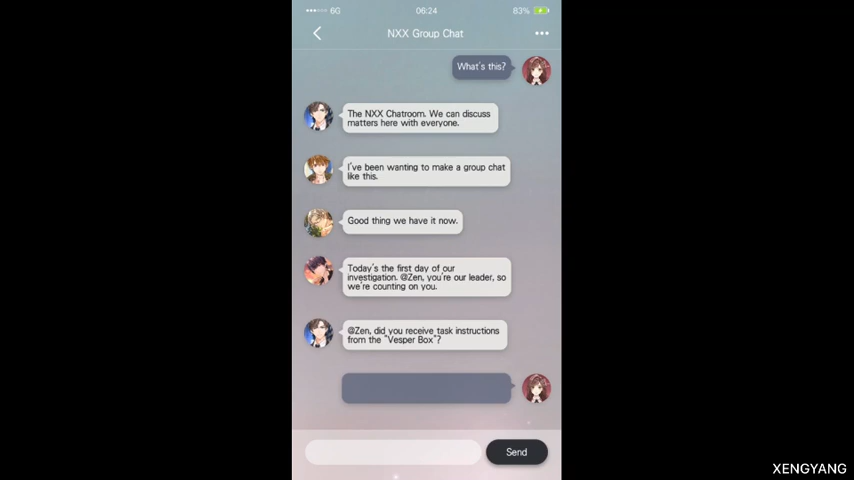 6G
06:24
83%
NXX Group Chat
What's this?
The NXX Chatroom. We can discuss
matters here with everyone.
I've been wanting to make a group chat
like this.
Good thing we have it now.
Today's the first day of our
investigation. @Zen, you're our leader, so
we're counting on you.
@Zen, did you receive task instructions
from the "Vesper Box"?
Send
XENGYANG